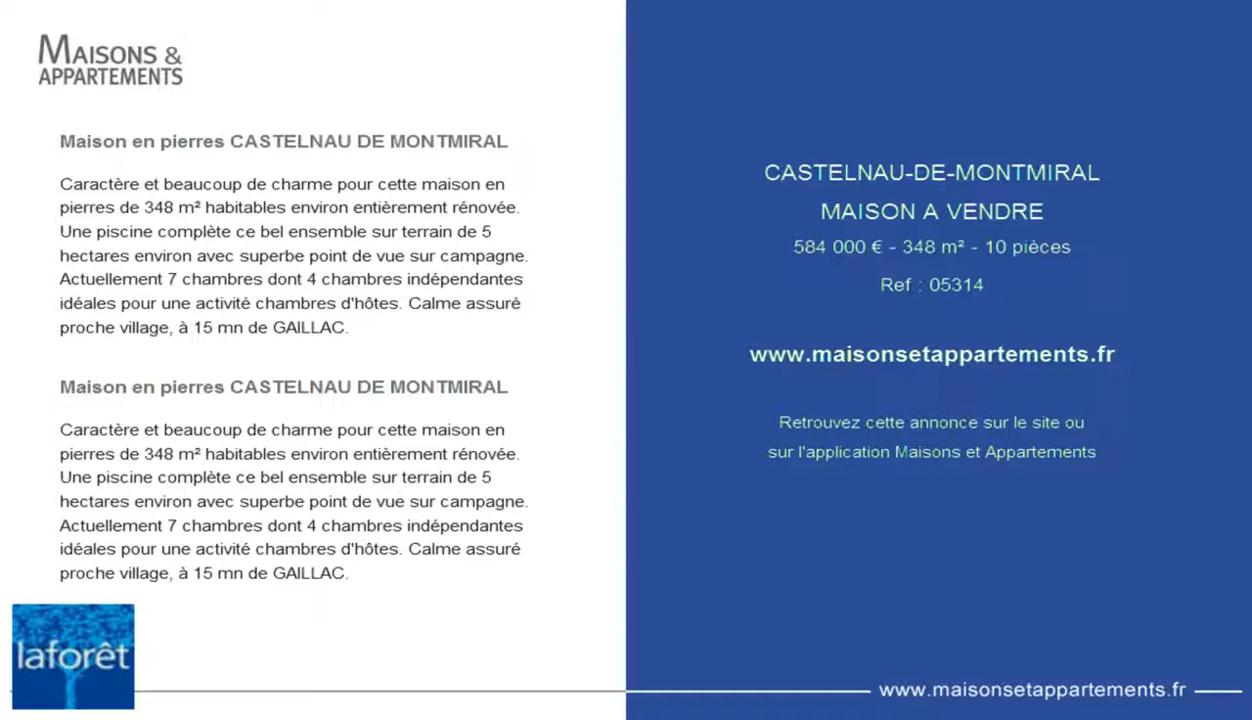 MAISONS &
APPARTEMENTS
Maison en pierres CASTELNAU DE MONTMIRAL
Caractère et beaucoup de charme pour cette maison en
pierres de 348 m² habitables environ entièrement rénovée.
Une piscine complète ce bel ensemble sur terrain de 5
hectares environ avec superbe point de vue sur campagne.
Actuellement 7 chambres dont 4 chambres indépendantes
idéales pour une activité chambres d'hôtes. Calme assuré
proche village, à 15 mn de GAILLAC.
Maison en pierres CASTELNAU DE MONTMIRAL
Caractère et beaucoup de charme pour cette maison en
pierres de 348 m² habitables environ entièrement rénovée.
Une piscine complète ce bel ensemble sur terrain de 5
hectares environ avec superbe point de vue sur campagne.
Actuellement 7 chambres dont 4 chambres indépendantes
idéales pour une activité chambres d'hôtes. Calme assuré
proche village, à 15 mn de GAILLAC.
laforêt
CASTELNAU-DE-MONTMIRAL
MAISON A VENDRE
584 000 € - 348 m² - 10 pièces
Ref : 05314
www.maisonsetappartements.fr
Retrouvez cette annonce sur le site ou
sur l'application Maisons et Appartements
www.maisonsetappartements.fr